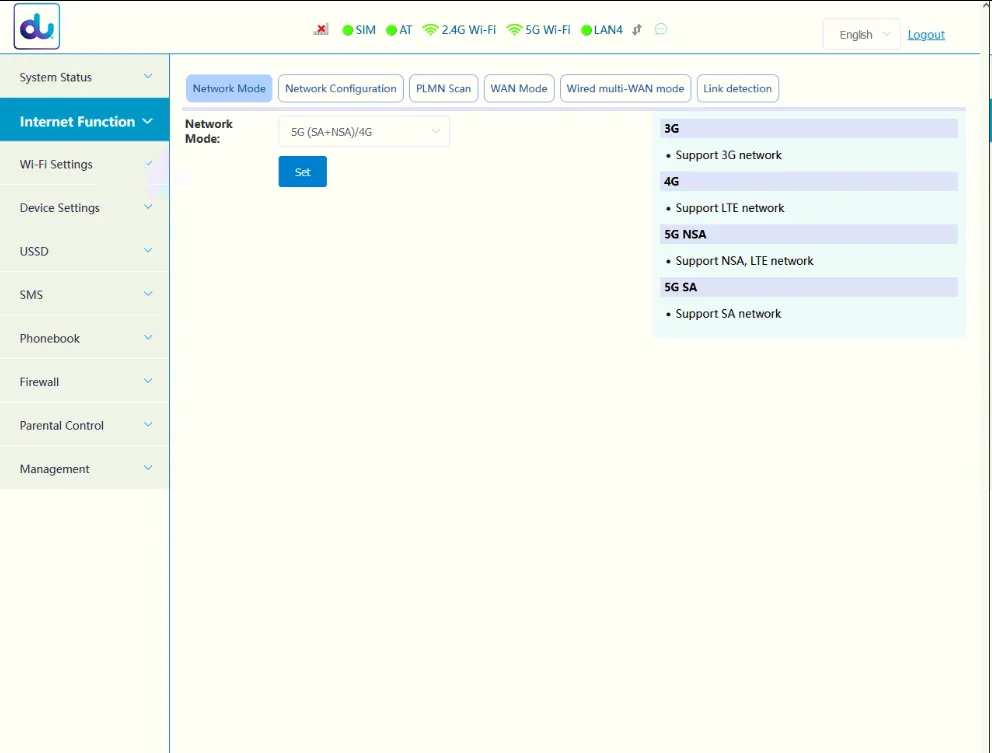 du
SIM AT 2.4G Wi-Fi 5G Wi-Fi LAN4
English Logout
System Status
Internet Function
Wi-Fi Settings
Device Settings
USSD
SMS
Phonebook
Firewall
Parental Control
Management
Network Mode Network Configuration PLMN Scan WAN Mode Wired multi-WAN mode Link detection
Network
Mode:
5G (SA+NSA)/4G
Set
3G
• Support 3G network
4G
• Support LTE network
5G NSA
• Support NSA, LTE network
5G SA
• Support SA network